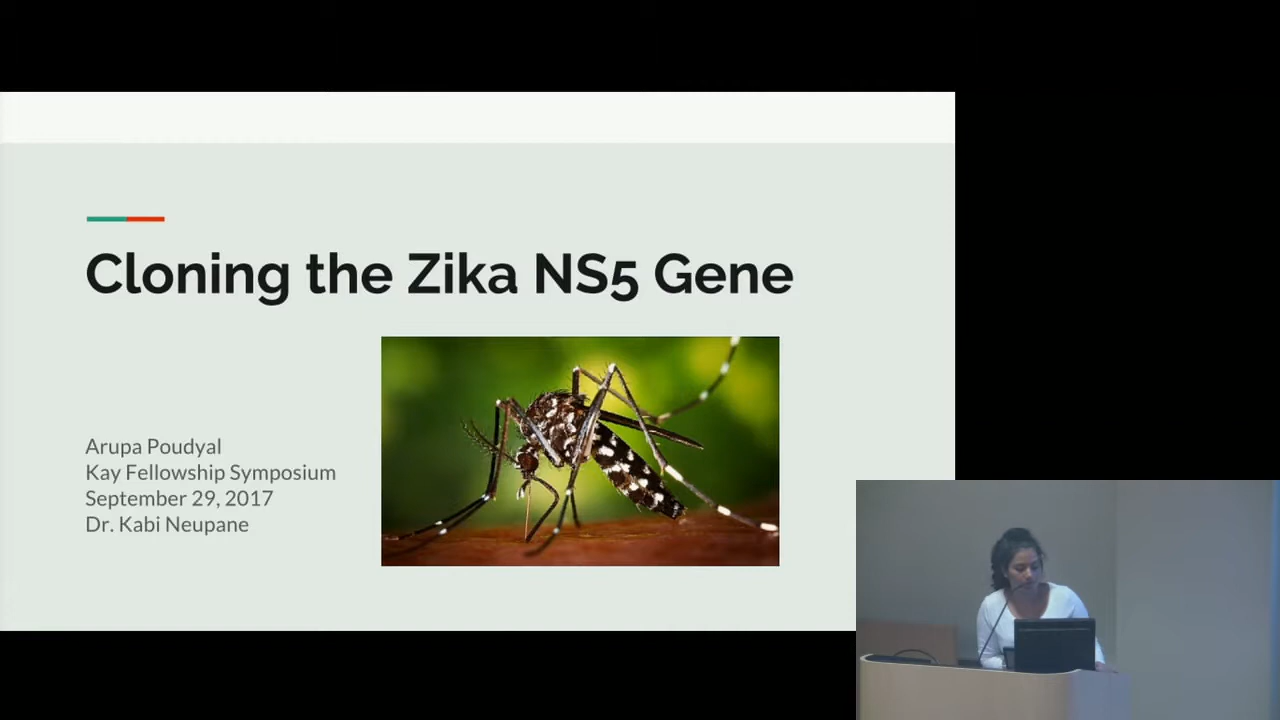 Cloning the Zika NS5 Gene
Arupa Poudyal
Kay Fellowship Symposium
September 29, 2017
Dr. Kabi Neupane